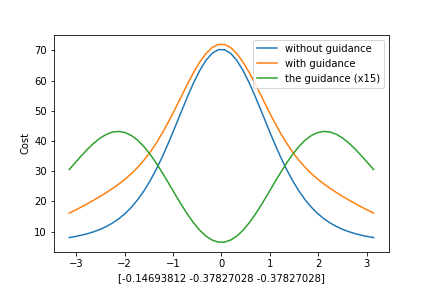 without guidance
with guidance
the guidance (x15)
Cost
70
60
50
40
30
20
10
−3 −2 −1 0 1 2 3
[-0.14693812 -0.37827028 -0.37827028]